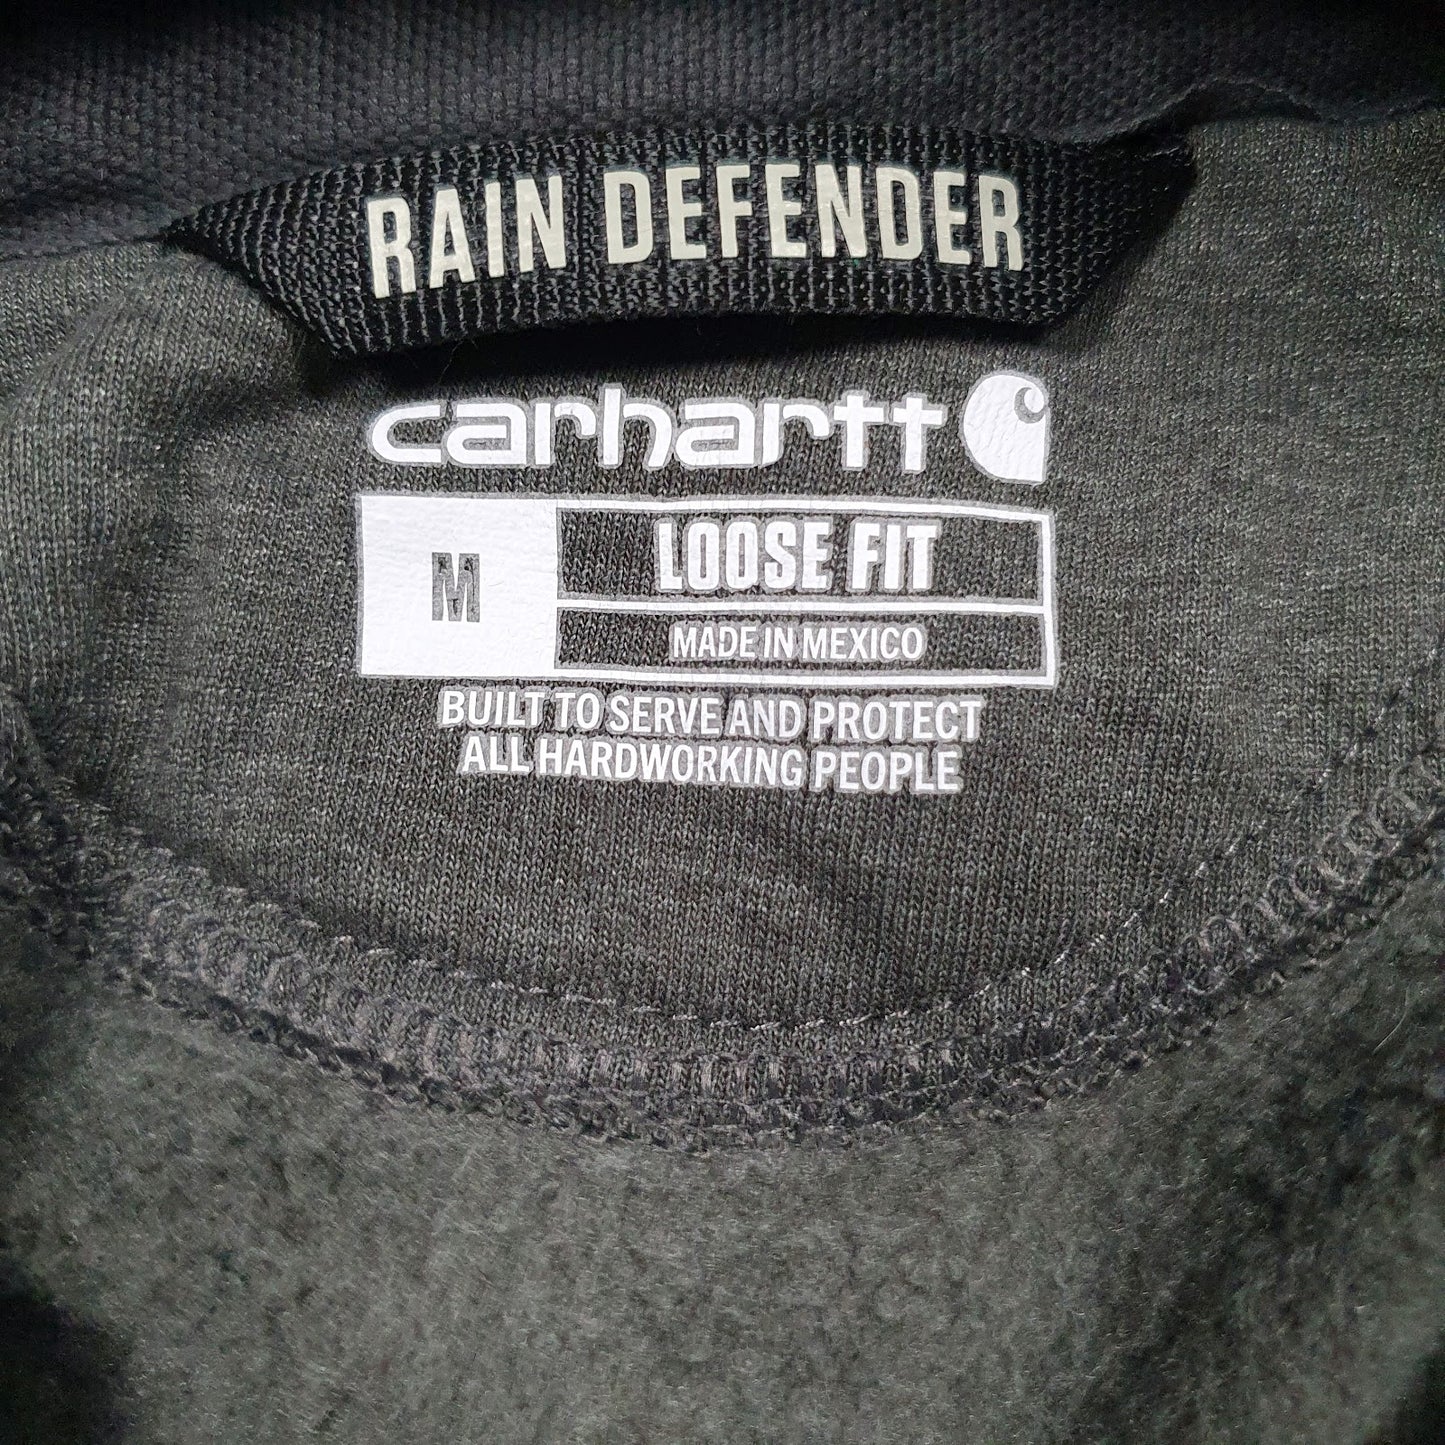 RAIN DEFENDER
carhartt
M
LOOSE FIT
MADE IN MEXICO
BUILT TO SERVE AND PROTECT
ALL HARDWORKING PEOPLE